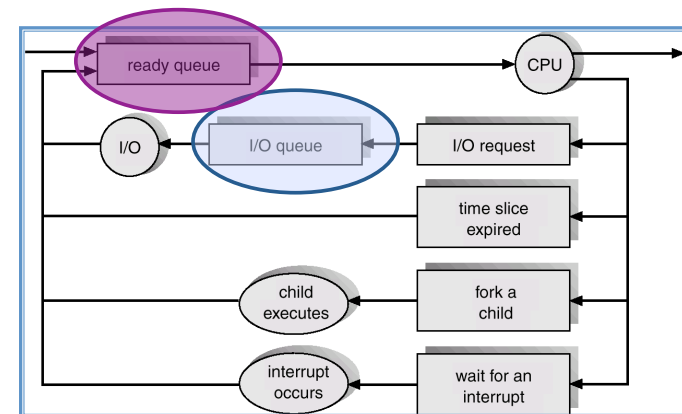 ready queue
CPU
I/O
I/O queue
I/O request
time slice
expired
child
executes
fork a
child
interrupt
occurs
wait for an
interrupt